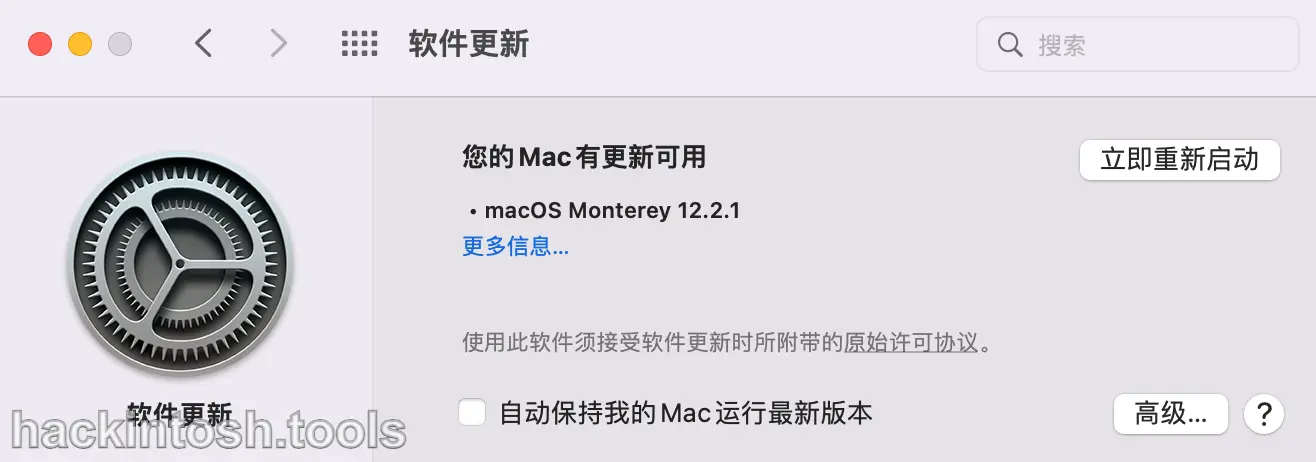 软件更新
搜索
您的Mac有更新可用
立即重新启动
• macOS Monterey 12.2.1
更多信息...
使用此软件须接受软件更新时所附带的原始许可协议。
软件更新
自动保持我的Mac运行最新版本
高级...
?
hackintosh.tools